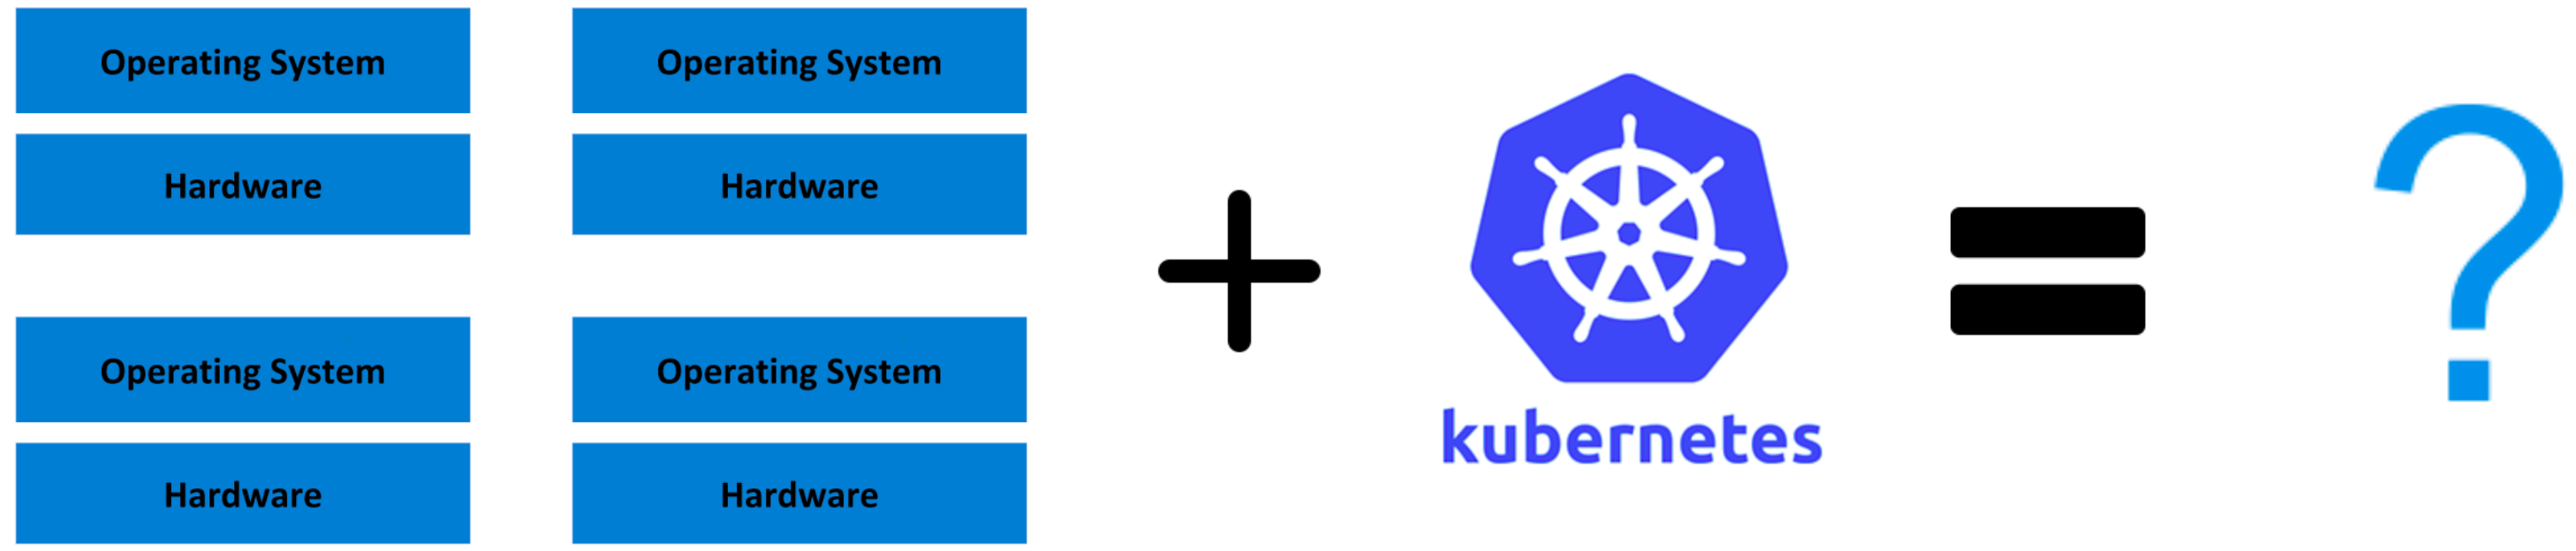 Operating System
Operating System
Hardware
Hardware
Operating System
Operating System
Hardware
Hardware
+
kubernetes
=
?